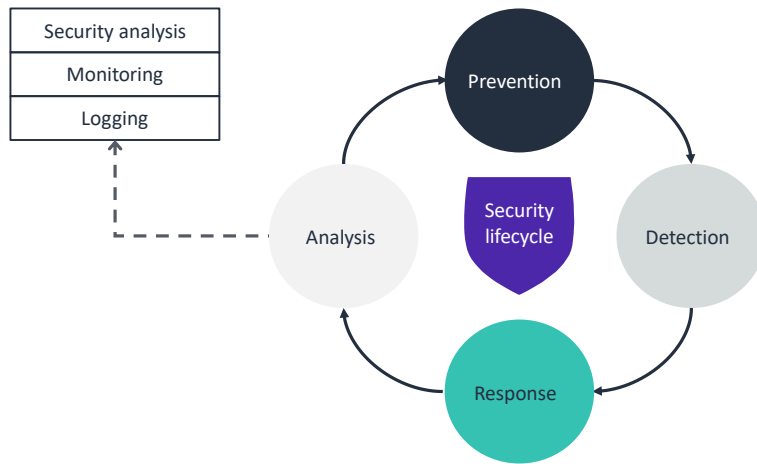 Security analysis
Monitoring
Logging
Prevention
Analysis
Security
lifecycle
Detection
Response